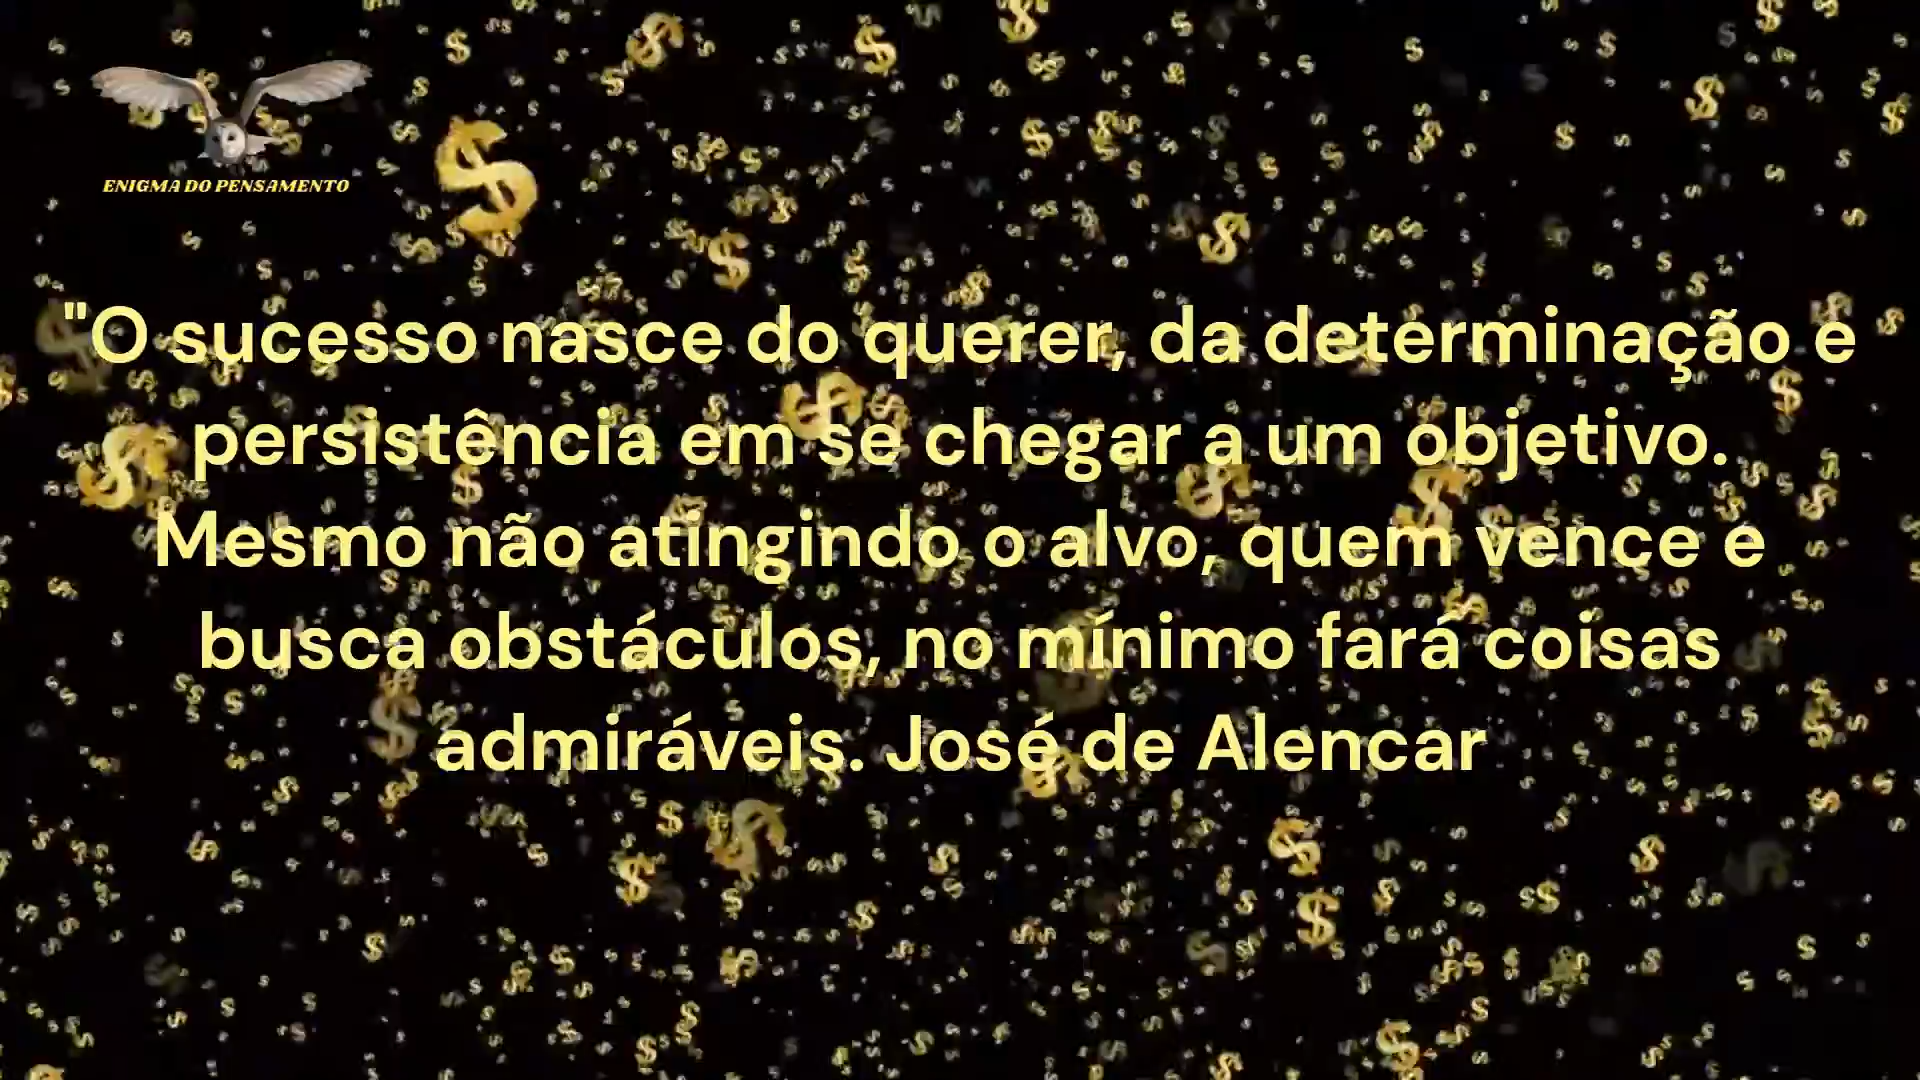 ENIGMA DO PENSAMENTO
"O sucesso nasce do querer, da determinação e
persistência em se chegar a um objetivo.
Mesmo não atingindo o alvo, quem vence e
busca obstáculos, no mínimo fará coisas
admiráveis. José de Alencar